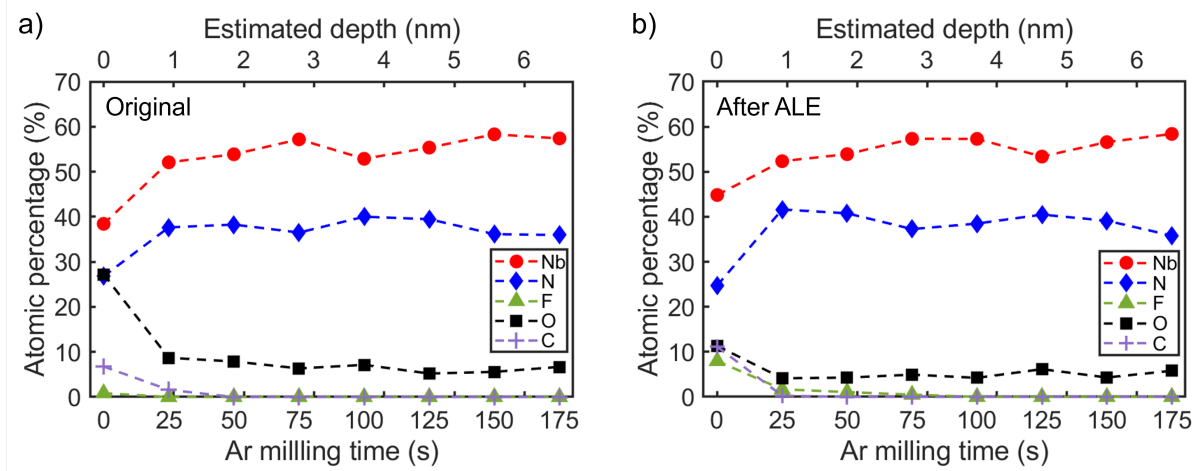 a)
Estimated depth (nm)
0 1 2 3 4 5 6
Original
Atomic percentage (%)
70
60
50
40
30
20
10
0
Nb
N
F
O
C
0 25 50 75 100 125 150 175
Ar millling time (s)
b)
Estimated depth (nm)
0 1 2 3 4 5 6
After ALE
Atomic percentage (%)
70
60
50
40
30
20
10
0
Nb
N
F
O
C
0 25 50 75 100 125 150 175
Ar millling time (s)